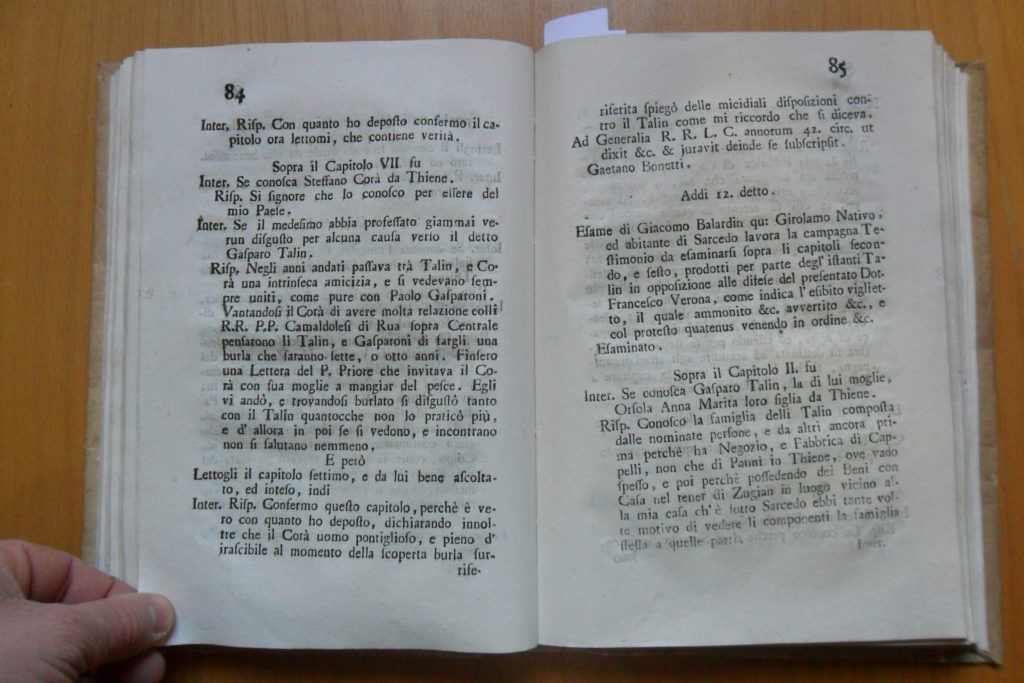 84
Inter. Risp. Con quanto ho deposto confermo il ca-
pitolo ora lettomi, che contiene verità.
Sopra il Capitolo VII. fu
Inter. Se conosca Steffano Corà da Thiene.
Risp. Si signore che lo conosco per essere del
mio Paese.
Inter. Se il medesimo abbia professato giammai ve-
run disgusto per alcuna causa verso il detto
Gasparo Talin.
Risp. Negli anni andati passava trà Talin, e Co-
rà una intrinseca amicizia, e si vedevano sem-
pre uniti, come pure con Paolo Gasparoni.
Vantandosi il Corà di avere molta relazione colli
R.R. P.P. Camaldolesi di Rua sopra Centrale
pensarono li Talin, e Gasparoni di fargli una
burla che saranno sette, o otto anni. Finsero
una Lettera del P. Priore che invitava il Co-
rà con sua moglie a mangiar del pesce. Egli
vi andò, e trovandosi burlato si disgustò tanto
con il Talin quantocche non lo praticò più,
e d' allora in poi se si vedono, e incontrano
non si salutano nemmeno.
E però
Lettogli il capitolo settimo, e da lui bene ascolta-
to, ed inteso, indi
Inter. Risp. Confermo questo capitolo, perchè è ve-
ro con quanto ho deposto, dichiarando innol-
tre che il Corà uomo pontiglioso, e pieno d'
irascibile al momento della scoperta burla sur-
rife-
85
riferita spiegò delle micidiali disposizioni con-
tro il Talin come mi riccordo che si diceva.
Ad Generalia R. R. L. C. annorum 42. circ. ut
dixit &c. & juravit deinde se subscripsit.
Gaetano Bonetti.
Addi 12. detto.
Esame di Giacomo Balardin qu: Girolamo Nativo,
ed abitante di Sarcedo lavora la campagna Te-
stimonio da esaminarsi sopra li capitoli secon-
do, e sesto, prodotti per parte degl' istanti Ta-
lin in opposizione alle difese del presentato Dot.
Francesco Verona, come indica l' esibito vigliet-
to, il quale ammonito &c. avvertito &c., e
col protesto quatenus venendo in ordine &c.
Esaminato.
Sopra il Capitolo II. fu
Inter. Se conosca Gasparo Talin, la di lui moglie,
Orsola Anna Marita loro figlia da Thiene.
Risp. Conosco la famiglia delli Talin composta
dalle nominate persone, e da altri ancora pri-
ma perchè ha Negozio, e Fabbrica di Cap-
pelli, non che di Panni in Thiene, ove vado
spesso, e poi perchè possedendo dei Beni con
Casa nel tener di Zugian in luogo vicino al-
la mia casa ch' è sotto Sarcedo ebbi tante vol-
te motivo di vedere li componenti la famiglia
stessa a quelle parti.
Inter.